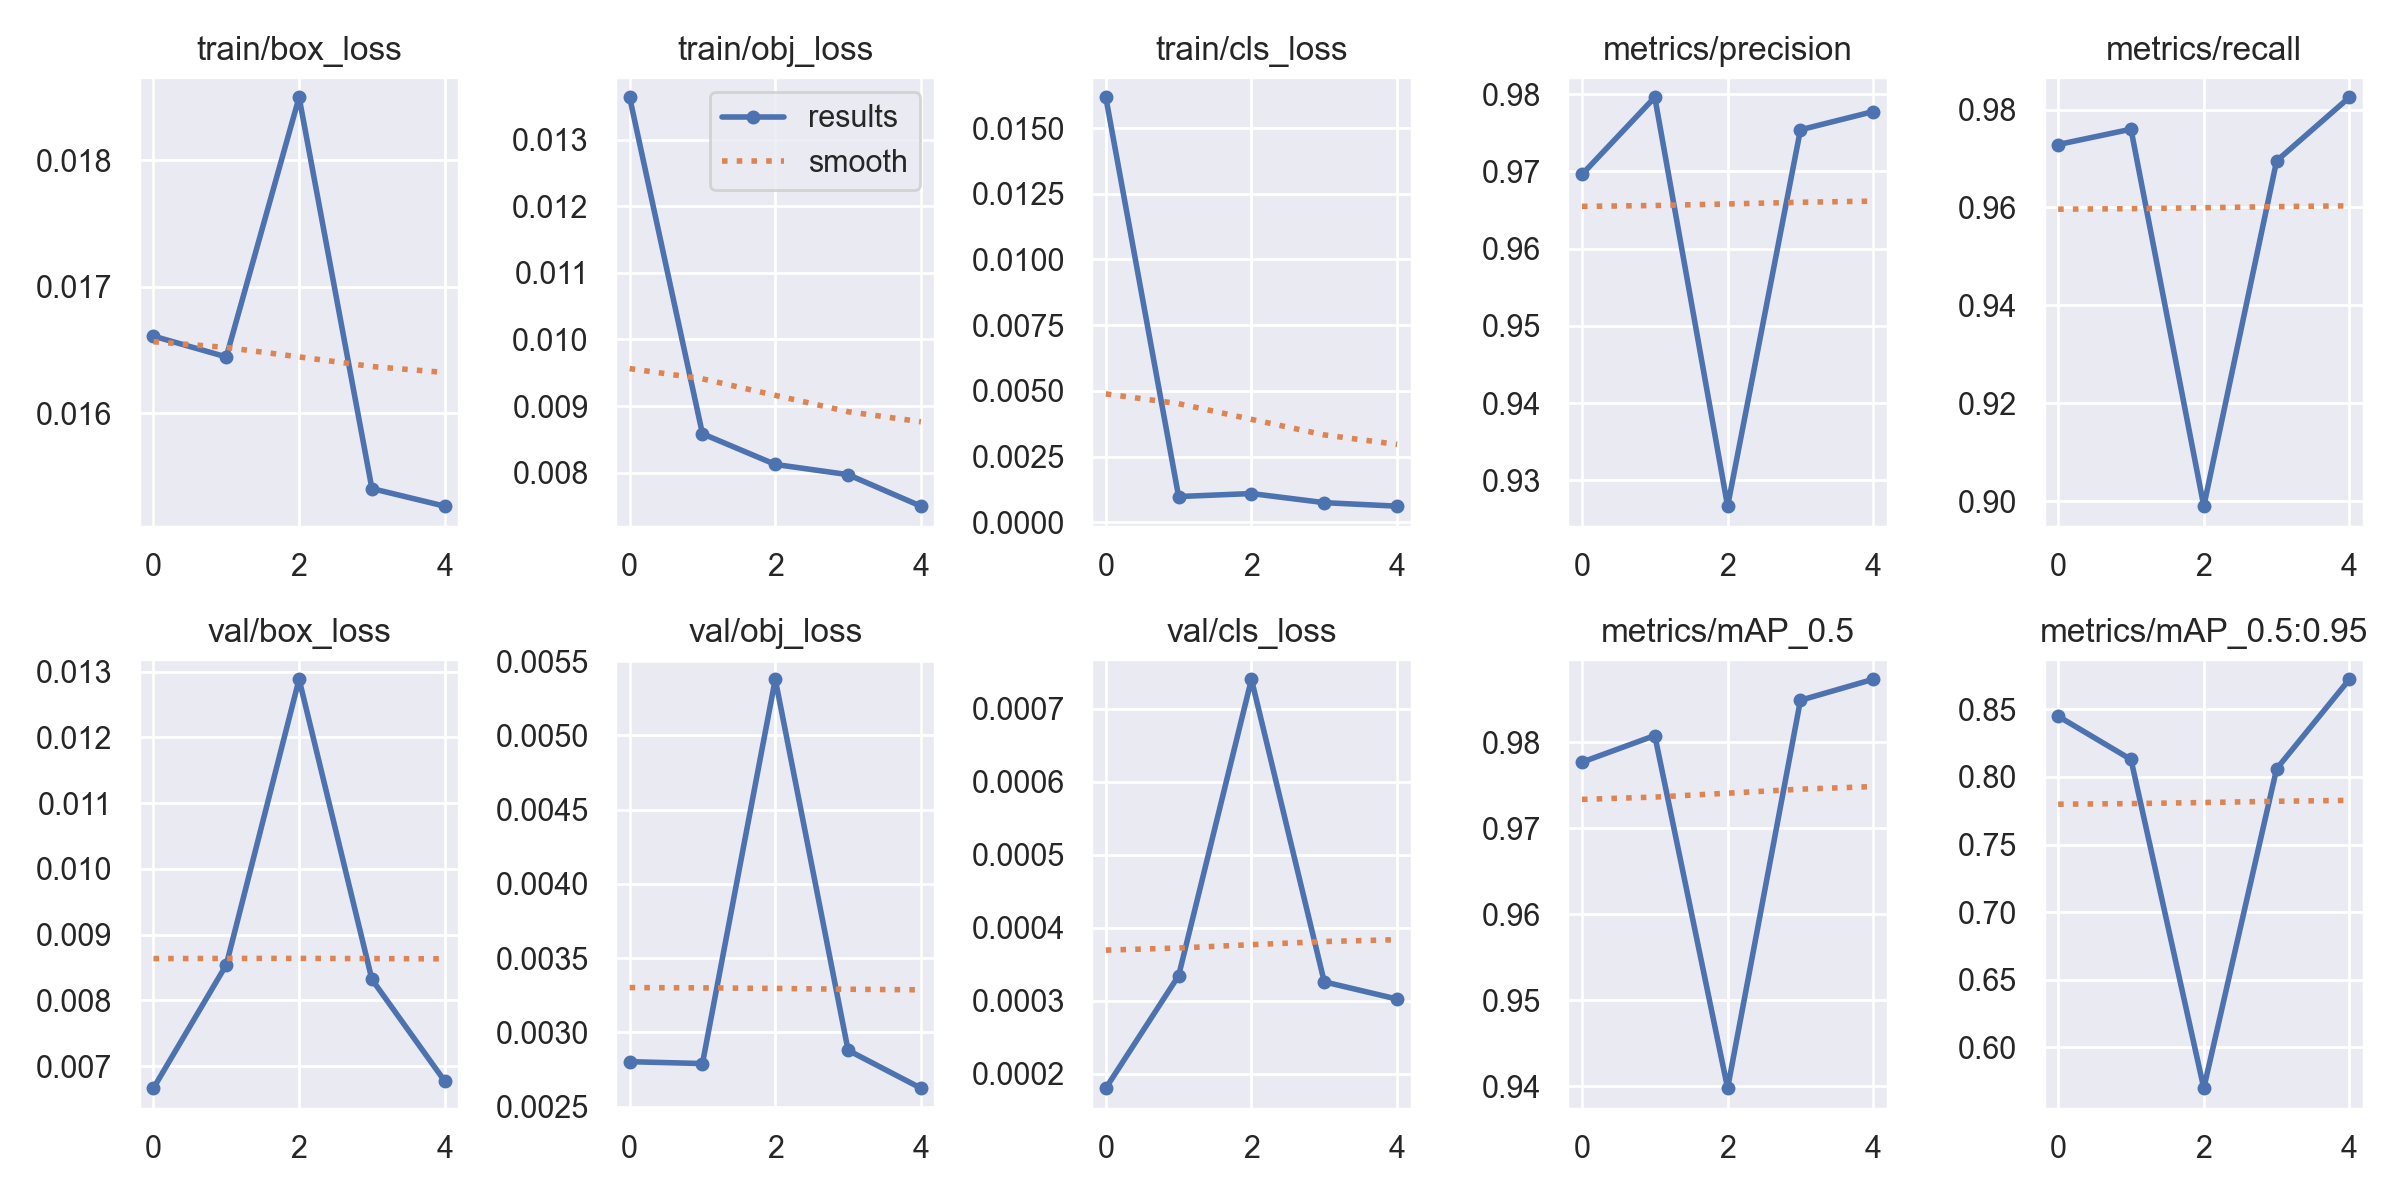 train/box_loss
0.018
0.017
0.016
0 2 4
train/obj_loss
results
smooth
0.013
0.012
0.011
0.010
0.009
0.008
0 2 4
train/cls_loss
0.0150
0.0125
0.0100
0.0075
0.0050
0.0025
0.0000
0 2 4
metrics/precision
0.98
0.97
0.96
0.95
0.94
0.93
0 2 4
metrics/recall
0.98
0.96
0.94
0.92
0.90
0 2 4
val/box_loss
0.013
0.012
0.011
0.010
0.009
0.008
0.007
0 2 4
val/obj_loss
0.0055
0.0050
0.0045
0.0040
0.0035
0.0030
0.0025
0 2 4
val/cls_loss
0.0007
0.0006
0.0005
0.0004
0.0003
0.0002
0 2 4
metrics/mAP_0.5
0.98
0.97
0.96
0.95
0.94
0 2 4
metrics/mAP_0.5:0.95
0.85
0.80
0.75
0.70
0.65
0.60
0 2 4